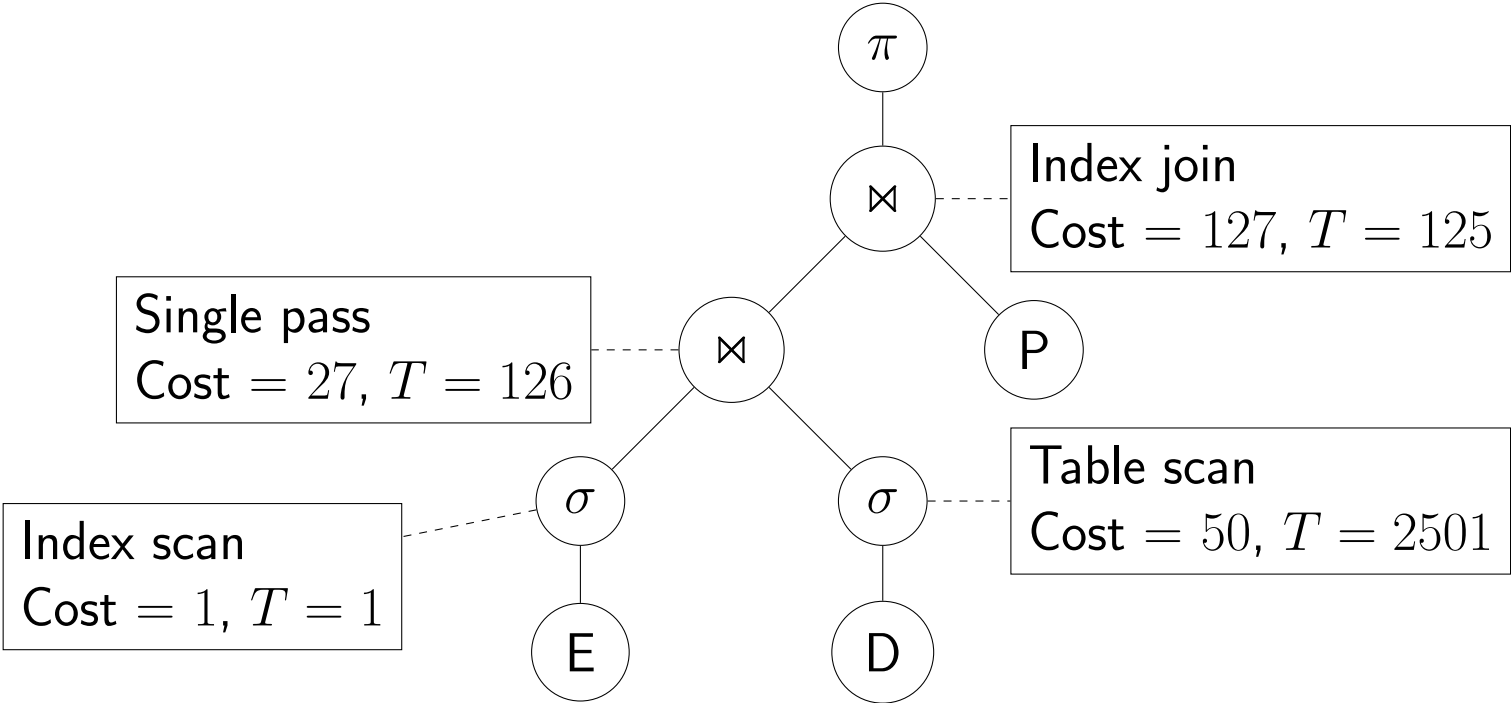 π
⋈
Index join
Cost = 127, T = 125
Single pass
Cost = 27, T = 126
⋈
P
σ
σ
Table scan
Cost = 50, T = 2501
Index scan
Cost = 1, T = 1
E
D